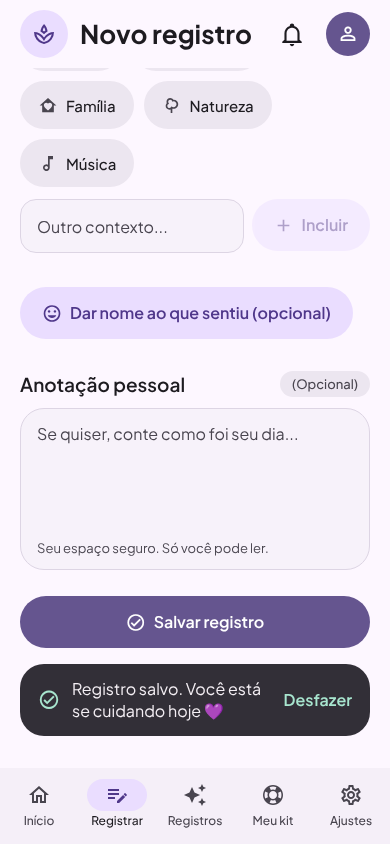 Novo registro
Família
Natureza
Música
Outro contexto...
Incluir
Dar nome ao que sentiu (opcional)
Anotação pessoal
(Opcional)
Se quiser, conte como foi seu dia...
Seu espaço seguro. Só você pode ler.
Salvar registro
Registro salvo. Você está
se cuidando hoje 💜
Desfazer
Início
Registrar
Registros
Meu kit
Ajustes